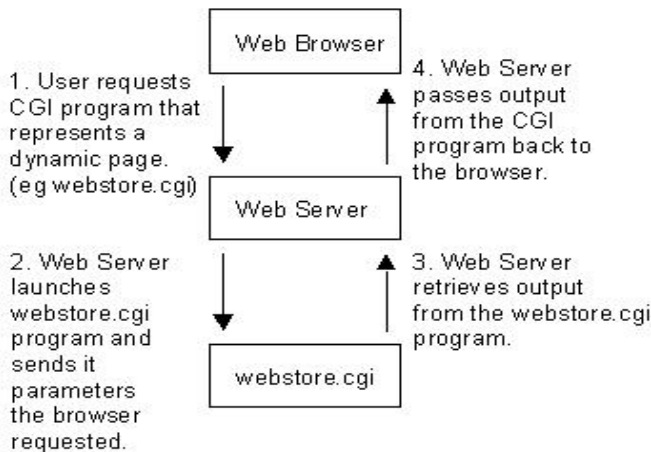 Web Browser
1. User requests
CGI program that
represents a
dynamic page.
(eg webstore.cgi)
4. Web Server
passes output
from the CGI
program back to
the browser.
Web Server
2. Web Server
launches
webstore.cgi
program and
sends it
parameters
the browser
requested.
3. Web Server
retrieves output
from the webstore.cgi
program.
webstore.cgi